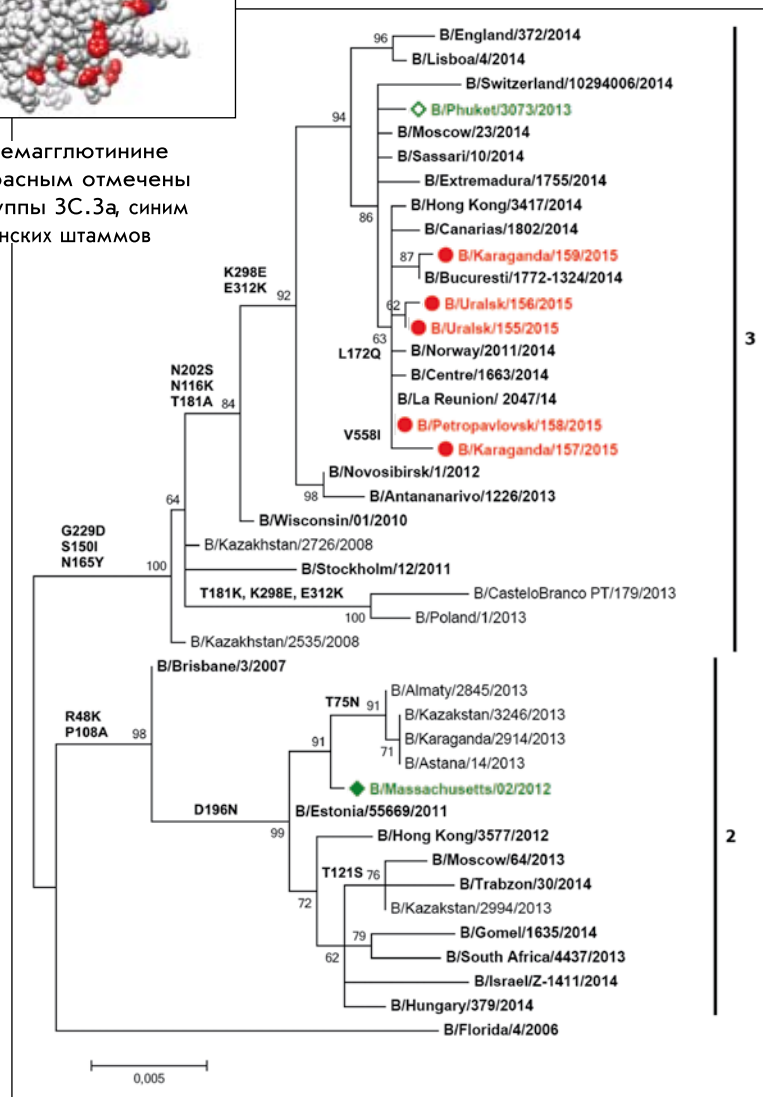 емагглютинине
расным отмечены
уппы 3C.3a, синим
нских штаммов
96
B/England/372/2014
B/Lisboa/4/2014
B/Switzerland/10294006/2014
94
B/Phuket/3073/2013
B/Moscow/23/2014
B/Sassari/10/2014
B/Extremadura/1755/2014
86
B/Hong Kong/3417/2014
B/Canarias/1802/2014
87
B/Karaganda/159/2015
B/Bucuresti/1772-1324/2014
K298E
E312K
92
62
B/Uralsk/156/2015
B/Uralsk/155/2015
63
L172Q
B/Norway/2011/2014
3
N202S
N116K
T181A
84
B/Centre/1663/2014
B/La Reunion/ 2047/14
B/Petropavlovsk/158/2015
V558I
B/Karaganda/157/2015
B/Novosibirsk/1/2012
98
B/Antananarivo/1226/2013
64
B/Wisconsin/01/2010
G229D
S150I
N165Y
100
B/Kazakhstan/2726/2008
B/Stockholm/12/2011
T181K, K298E, E312K
B/CasteloBranco PT/179/2013
100
B/Poland/1/2013
B/Kazakhstan/2535/2008
B/Brisbane/3/2007
R48K
P108A
98
T75N
91
B/Almaty/2845/2013
B/Kazakstan/3246/2013
91
B/Karaganda/2914/2013
71
B/Astana/14/2013
B/Massachusetts/02/2012
D196N
B/Estonia/55669/2011
99
B/Hong Kong/3577/2012
2
B/Moscow/64/2013
T121S
76
B/Trabzon/30/2014
72
B/Kazakstan/2994/2013
79
B/Gomel/1635/2014
62
B/South Africa/4437/2013
B/Israel/Z-1411/2014
B/Hungary/379/2014
B/Florida/4/2006
0,005